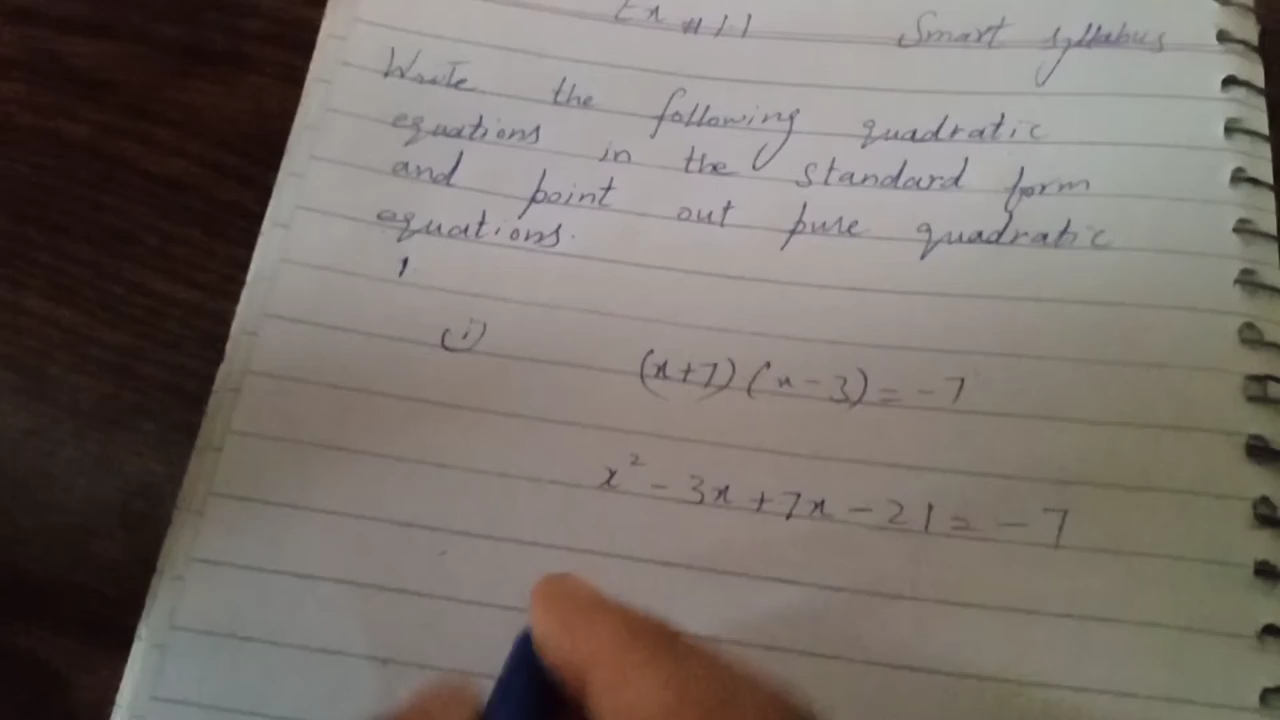 Ex # 1.1 Smart syllabus
Write the following quadratic
equations in the standard form
and point out pure quadratic
equations.
1
(i) (x+7)(x-3)=-7
x² - 3x + 7x - 21 = -7